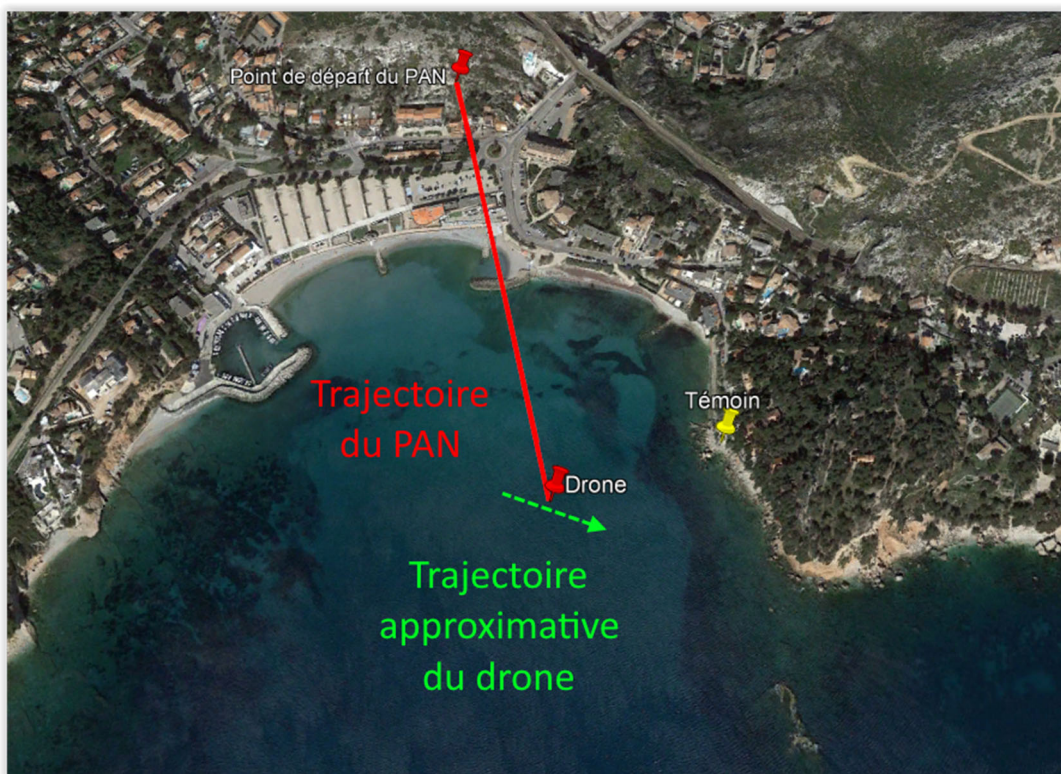 Point de départ du PAN
Trajectoire
du PAN
Témoin
Drone
Trajectoire
approximative
du drone